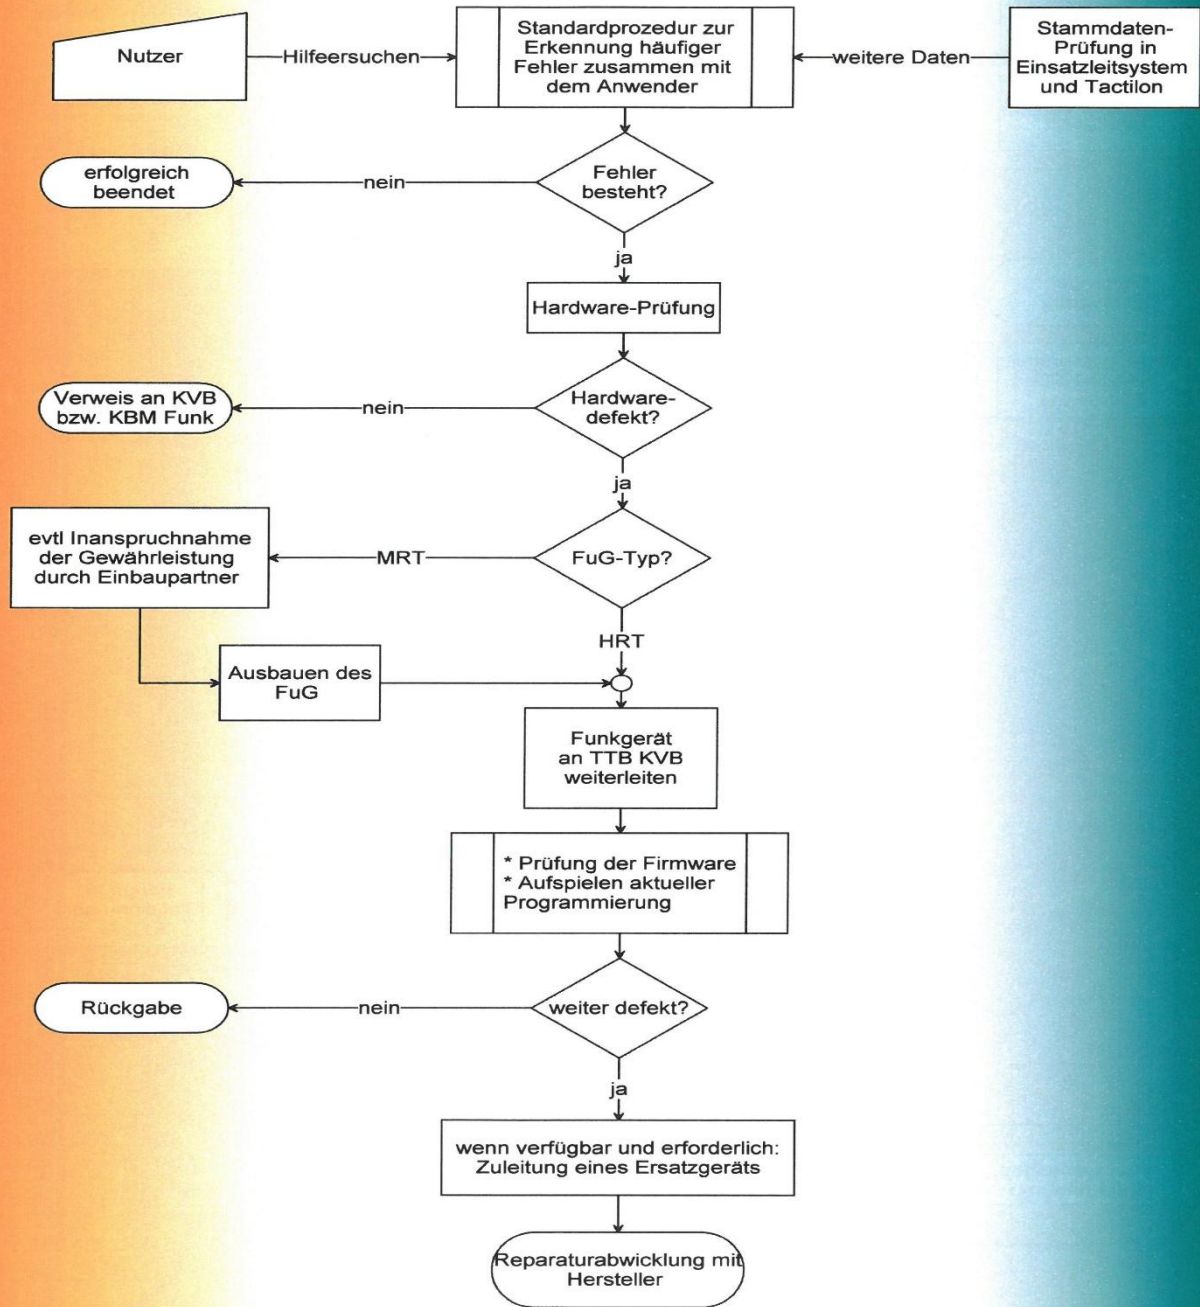 Nutzer
Hilfeersuchen
Standardprozedur zur
Erkennung häufiger
Fehler zusammen mit
dem Anwender
weitere Daten
Stammdaten-
Prüfung in
Einsatzleitsystem
und Tactilon
erfolgreich
beendet
nein
Fehler
besteht?
ja
Hardware-Prüfung
Verweis an KVB
bzw. KBM Funk
nein
Hardware-
defekt?
ja
evtl Inanspruchnahme
der Gewährleistung
durch Einbaupartner
MRT
FuG-Typ?
HRT
Ausbauen des
FuG
Funkgerät
an TTB KVB
weiterleiten
* Prüfung der Firmware
* Aufspielen aktueller
Programmierung
Rückgabe
nein
weiter defekt?
ja
wenn verfügbar und erforderlich:
Zuleitung eines Ersatzgeräts
Reparaturabwicklung mit
Hersteller